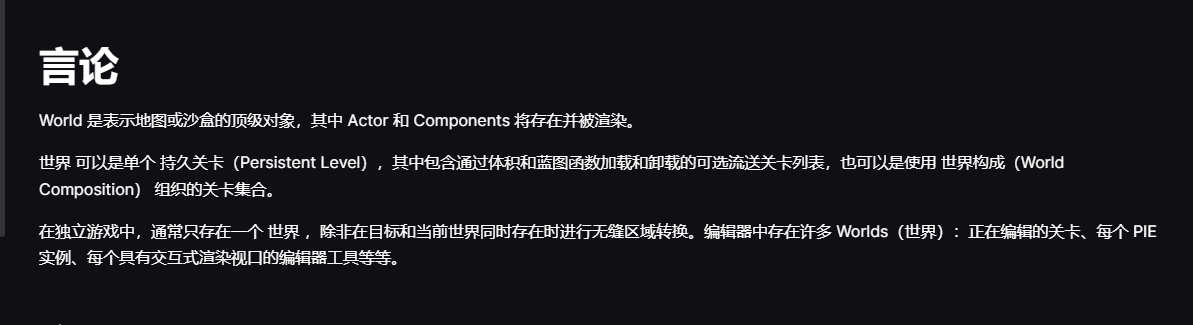 言论
World 是表示地图或沙盒的顶级对象，其中 Actor 和 Components 将存在并被渲染。
世界 可以是单个 持久关卡（Persistent Level），其中包含通过体积和蓝图函数加载和卸载的可选流送关卡列表，也可以是使用 世界构成（World
Composition） 组织的关卡集合。
在独立游戏中，通常只存在一个 世界 ，除非在目标和当前世界同时存在时进行无缝区域转换。编辑器中存在许多 Worlds（世界）：正在编辑的关卡、每个 PIE
实例、每个具有交互式渲染视口的编辑器工具等等。